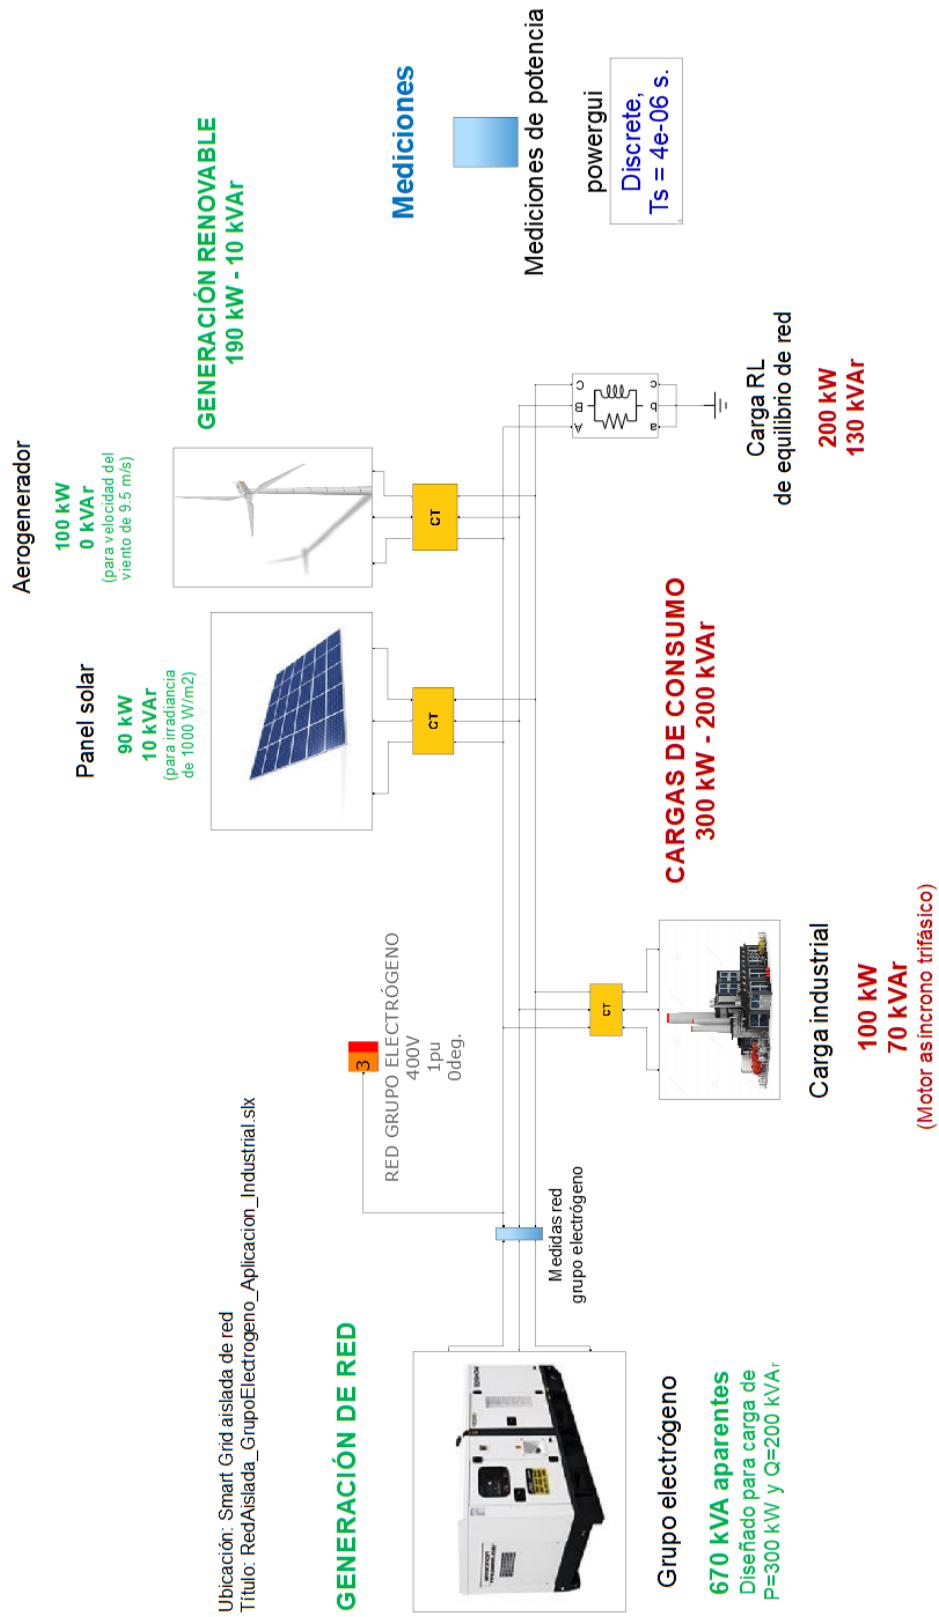 Ubicación: Smart Grid aislada de red
Título: RedAislada_GrupoElectrogeno_Aplicacion_Industrial.slx
GENERACIÓN DE RED
Grupo electrógeno
670 kVA aparentes
Diseñado para carga de
P=300 kW y Q=200 kVAr
Medidas red
grupo electrógeno
3
RED GRUPO ELECTRÓGENO
400V
1pu
0deg.
CT
Carga industrial
100 kW
70 kVAr
(Motor asíncrono trifásico)
CARGAS DE CONSUMO
300 kW - 200 kVAr
Panel solar
90 kW
10 kVAr
(para irradiancia
de 1000 W/m2)
CT
Aerogenerador
100 kW
0 kVAr
(para velocidad del
viento de 9.5 m/s)
CT
GENERACIÓN RENOVABLE
190 kW - 10 kVAr
A B C
a b c
Carga RL
de equilibrio de red
200 kW
130 kVAr
Mediciones
Mediciones de potencia
powergui
Discrete,
Ts = 4e-06 s.